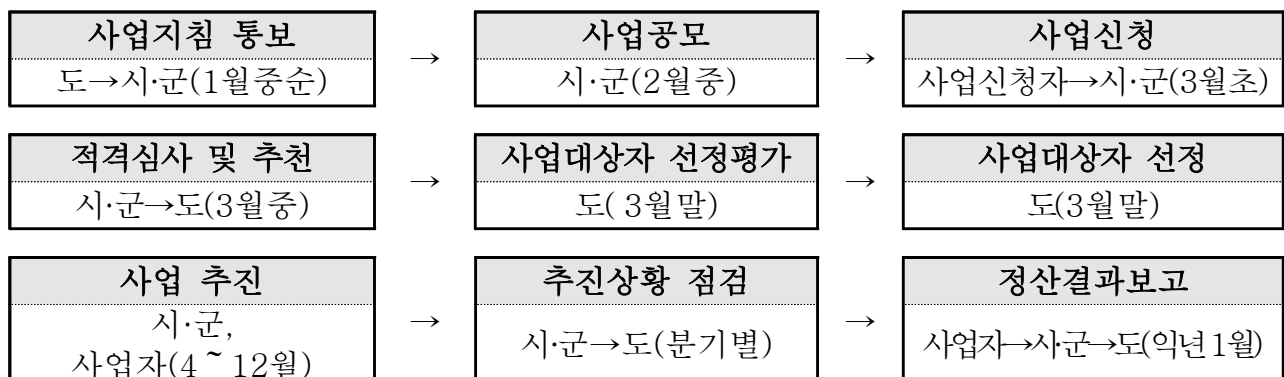 사업지침 통보 → 사업공모 → 사업신청
도→시·군(1월중순) 시·군(2월중) 사업신청자→시·군(3월초)
적격심사 및 추천 → 사업대상자 선정평가 → 사업대상자 선정
시·군→도(3월중) 도( 3월말) 도(3월말)
사업 추진 → 추진상황 점검 → 정산결과보고
시·군,
사업자(4~12월) 시·군→도(분기별) 사업자→시·군→도(익년1월)